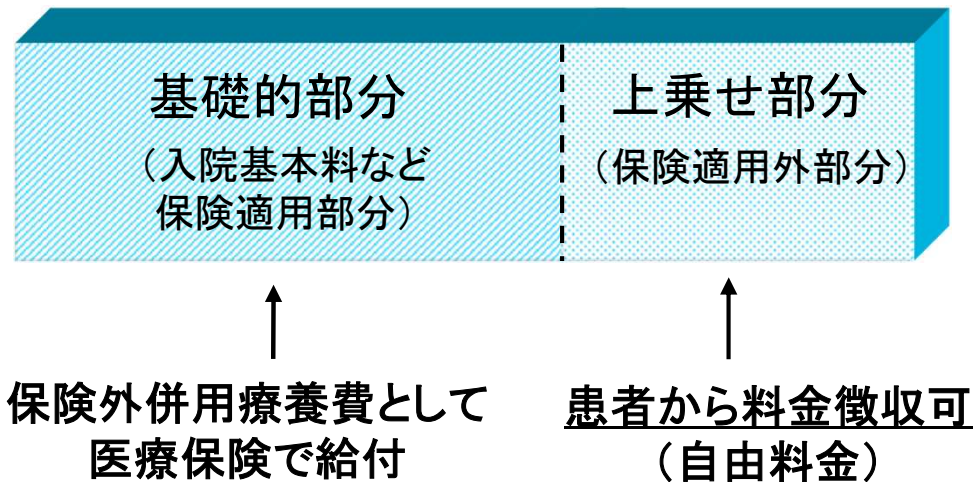 基礎的部分
（入院基本料など
保険適用部分）
上乗せ部分
（保険適用外部分）
保険外併用療養費として
医療保険で給付
患者から料金徴収可
（自由料金）